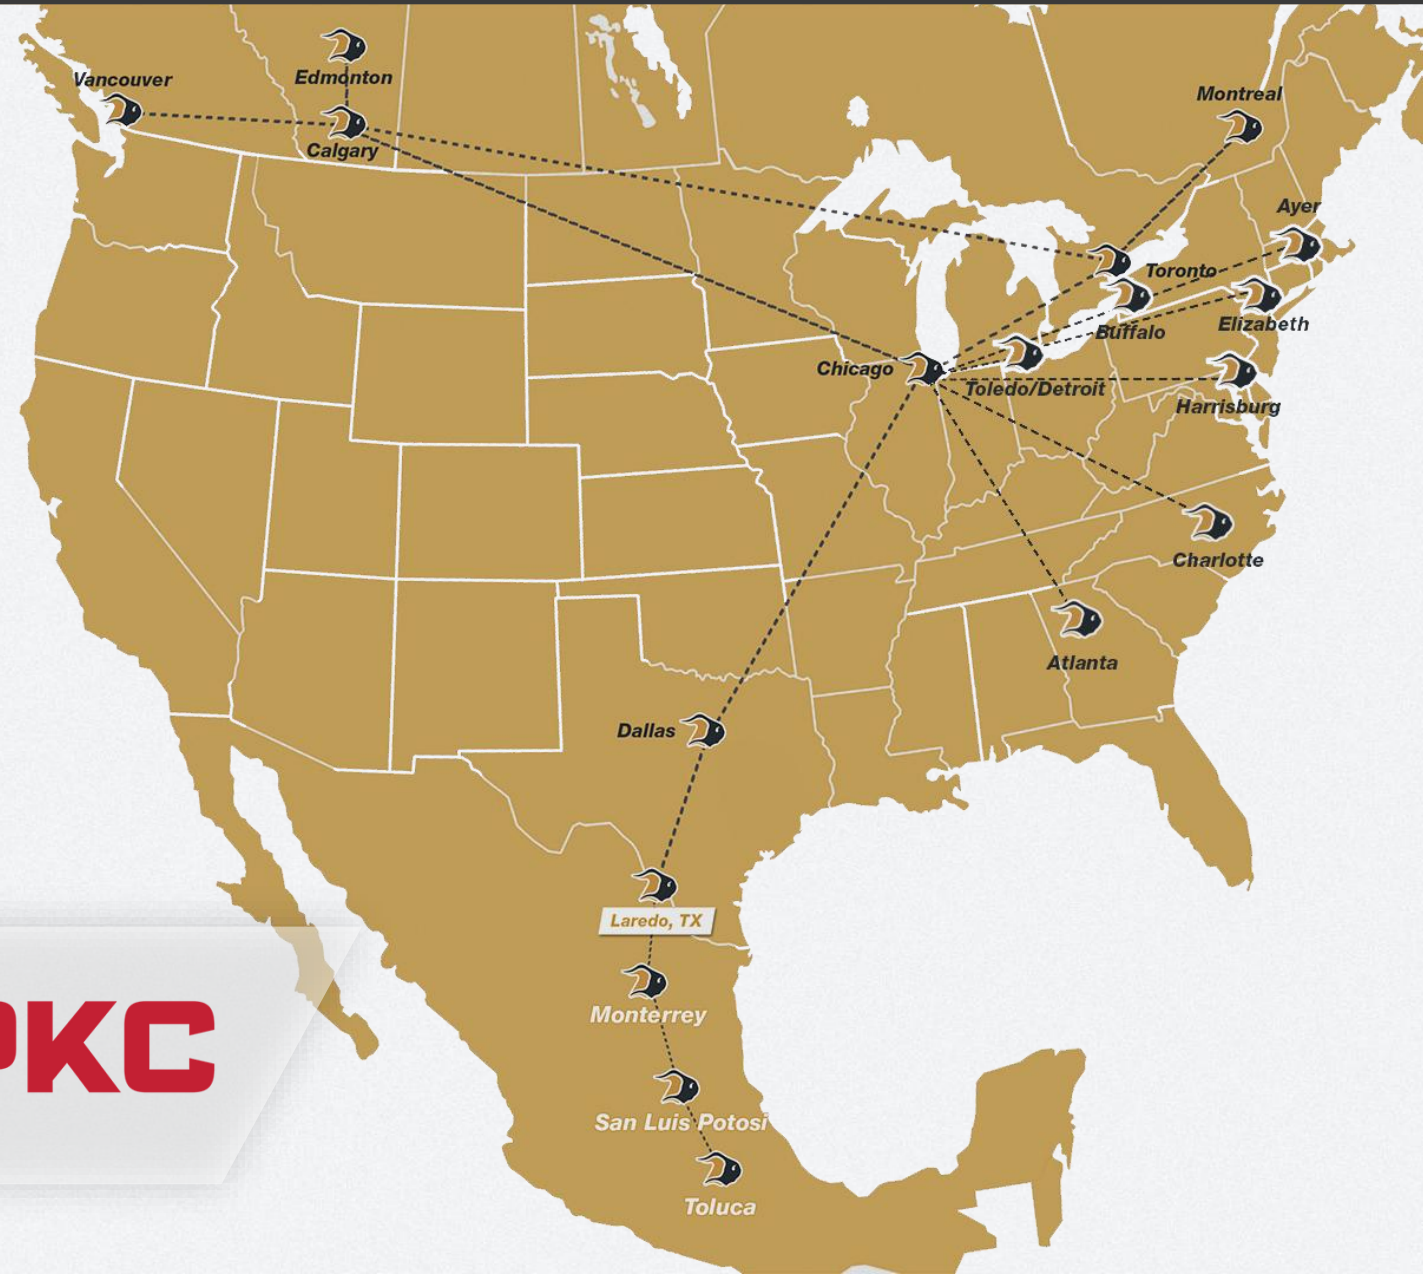 Vancouver
Edmonton
Calgary
Montreal
Ayer
Toronto
Buffalo
Elizabeth
Chicago
Toledo/Detroit
Harrisburg
Charlotte
Atlanta
Dallas
Laredo, TX
Monterrey
PKC
San Luis Potosi
Toluca